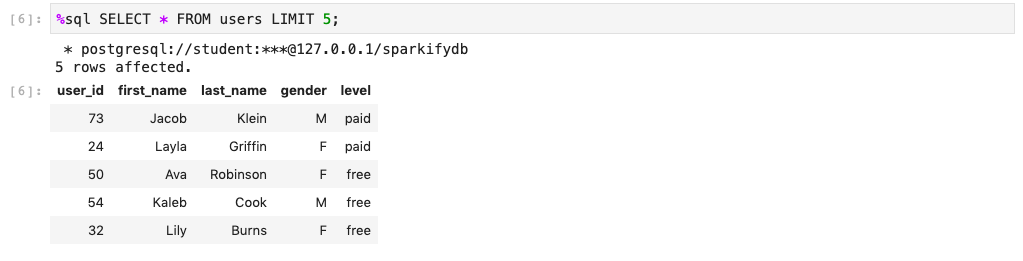 [6]: %sql SELECT * FROM users LIMIT 5;
* postgresql://student:***@127.0.0.1/sparkifydb
5 rows affected.
[6]: user_id first_name last_name gender level
73 Jacob Klein M paid
24 Layla Griffin F paid
50 Ava Robinson F free
54 Kaleb Cook M free
32 Lily Burns F free